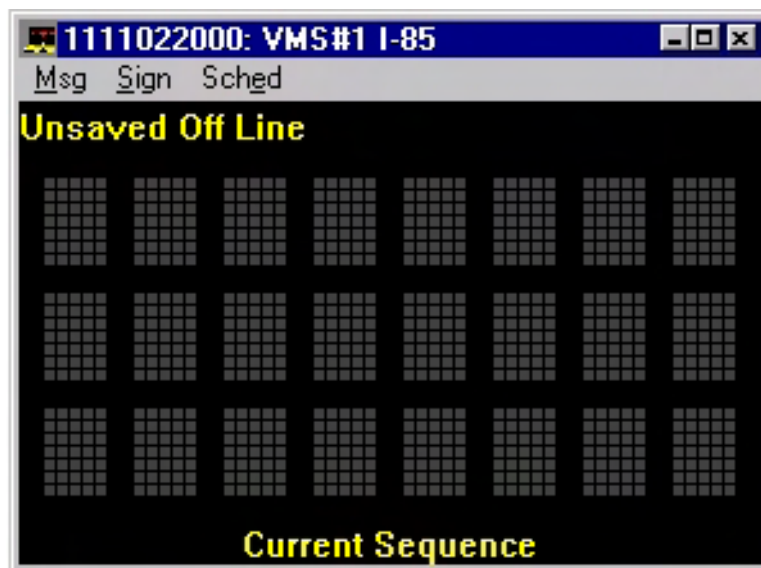 1111022000: VMS#1 I-85
Msg Sign Sched
Unsaved Off Line
Current Sequence